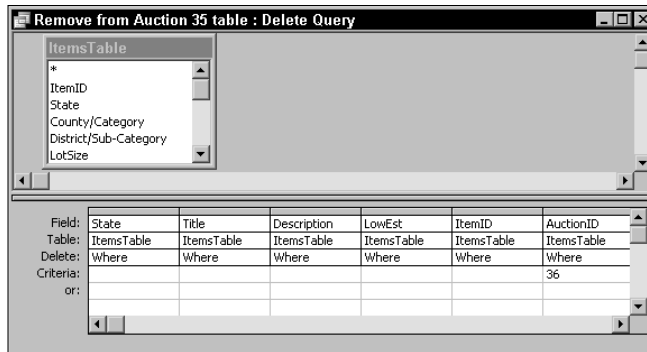 Remove from Auction 35 table : Delete Query
ItemsTable
*
ItemID
State
County/Category
District/Sub-Category
LotSize
Field: State Title Description LowEst ItemID AuctionID
Table: ItemsTable ItemsTable ItemsTable ItemsTable ItemsTable ItemsTable
Delete: Where Where Where Where Where Where
Criteria: 36
or: